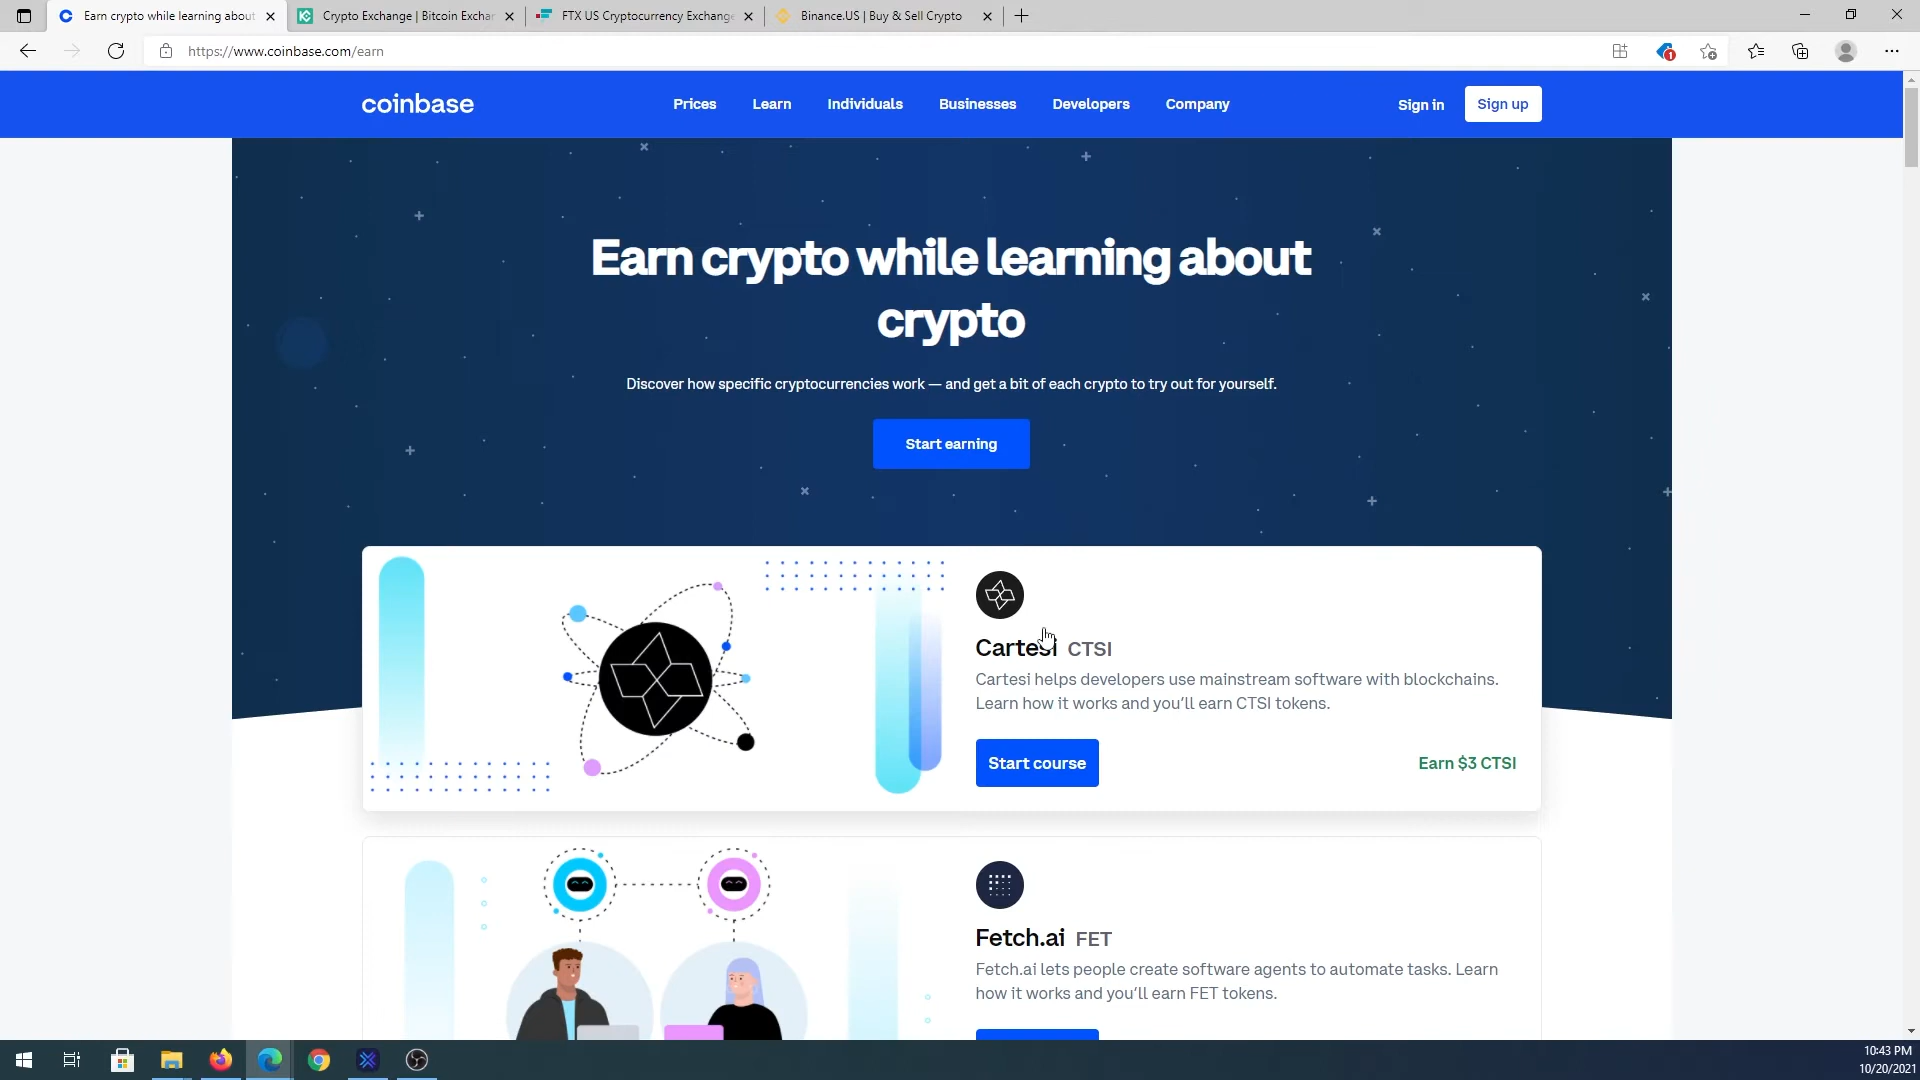 Earn crypto while learning about
Crypto Exchange | Bitcoin Exchan
FTX US Cryptocurrency Exchange
Binance.US | Buy & Sell Crypto
https://www.coinbase.com/earn
1
coinbase
Prices
Learn
Individuals
Businesses
Developers
Company
Sign in
Sign up
Earn crypto while learning about
crypto
Discover how specific cryptocurrencies work — and get a bit of each crypto to try out for yourself.
Start earning
Cartesi CTSI
Cartesi helps developers use mainstream software with blockchains.
Learn how it works and you'll earn CTSI tokens.
Start course
Earn $3 CTSI
Fetch.ai FET
Fetch.ai lets people create software agents to automate tasks. Learn
how it works and you'll earn FET tokens.
10:43 PM
10/20/2021